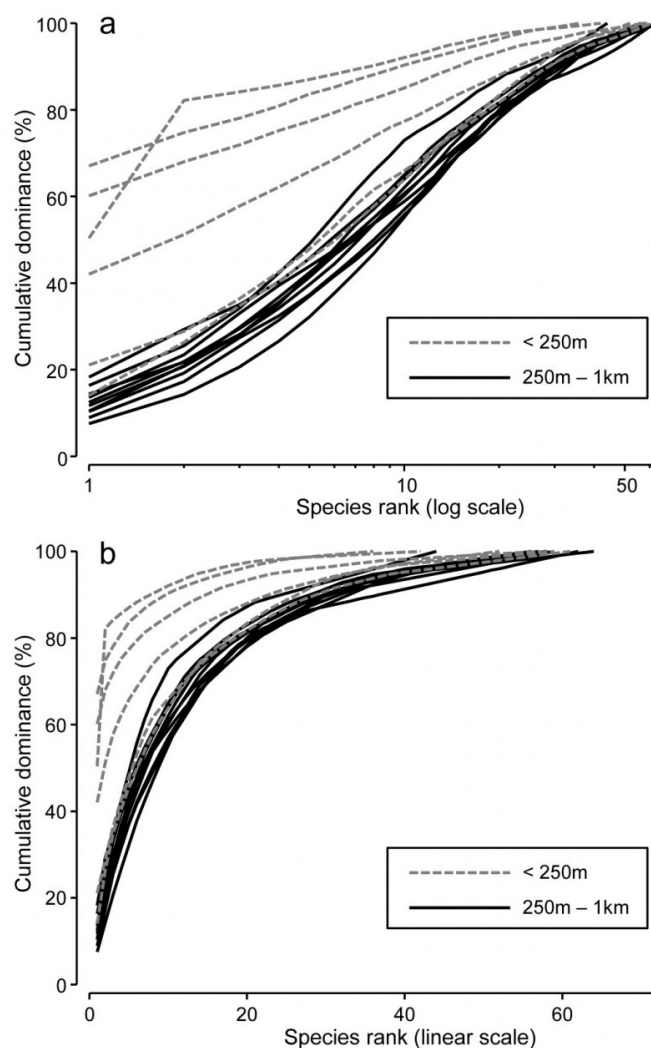 a
100
80
60
40
20
0
Cumulative dominance (%)
< 250m
250m – 1km
1
10
50
Species rank (log scale)
b
100
80
60
40
20
0
Cumulative dominance (%)
< 250m
250m – 1km
0
20
40
60
Species rank (linear scale)